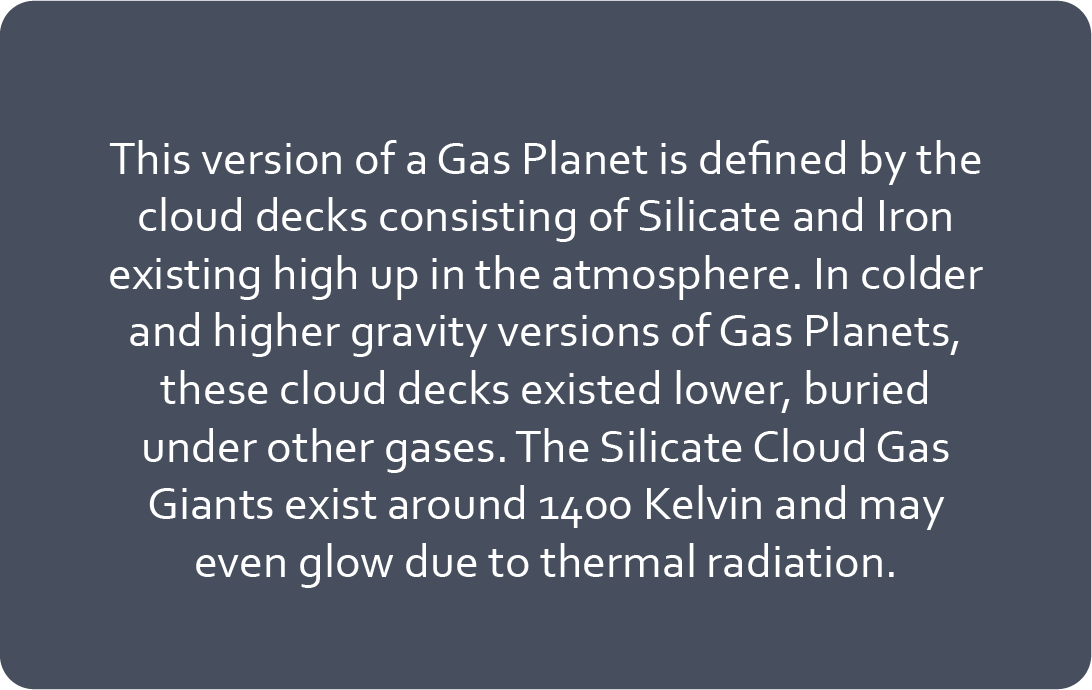 This version of a Gas Planet is defined by the
cloud decks consisting of Silicate and Iron
existing high up in the atmosphere. In colder
and higher gravity versions of Gas Planets,
these cloud decks existed lower, buried
under other gases. The Silicate Cloud Gas
Giants exist around 1400 Kelvin and may
even glow due to thermal radiation.